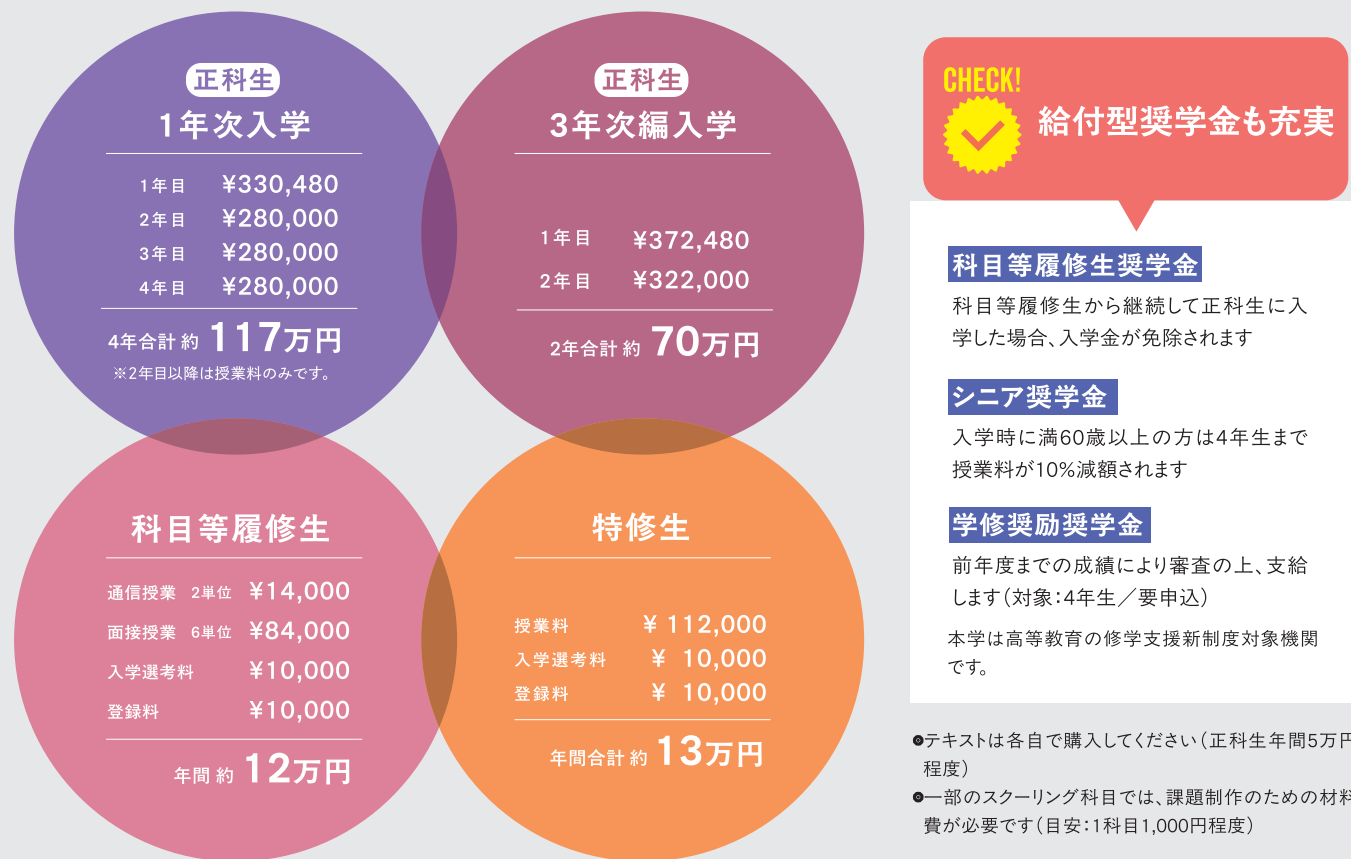 正科生
1年次入学
1年目 ¥330,480
2年目 ¥280,000
3年目 ¥280,000
4年目 ¥280,000
4年合計 約 117万円
※2年目以降は授業料のみです。
正科生
3年次編入学
1年目 ¥372,480
2年目 ¥322,000
2年合計 約 70万円
科目等履修生
通信授業 2単位 ¥14,000
面接授業 6単位 ¥84,000
入学選考料 ¥10,000
登録料 ¥10,000
年間 約 12万円
特修生
授業料 ¥ 112,000
入学選考料 ¥ 10,000
登録料 ¥ 10,000
年間合計 約 13万円
CHECK!
給付型奨学金も充実
科目等履修生奨学金
科目等履修生から継続して正科生に入
学した場合、入学金が免除されます
シニア奨学金
入学時に満60歳以上の方は4年生まで
授業料が10%減額されます
学修奨励奨学金
前年度までの成績により審査の上、支給
します(対象:4年生/要申込)
本学は高等教育の修学支援新制度対象機関
です。
●テキストは各自で購入してください(正科生年間5万円
程度)
●一部のスクーリング科目では、課題制作のための材料
費が必要です(目安:1科目1,000円程度)